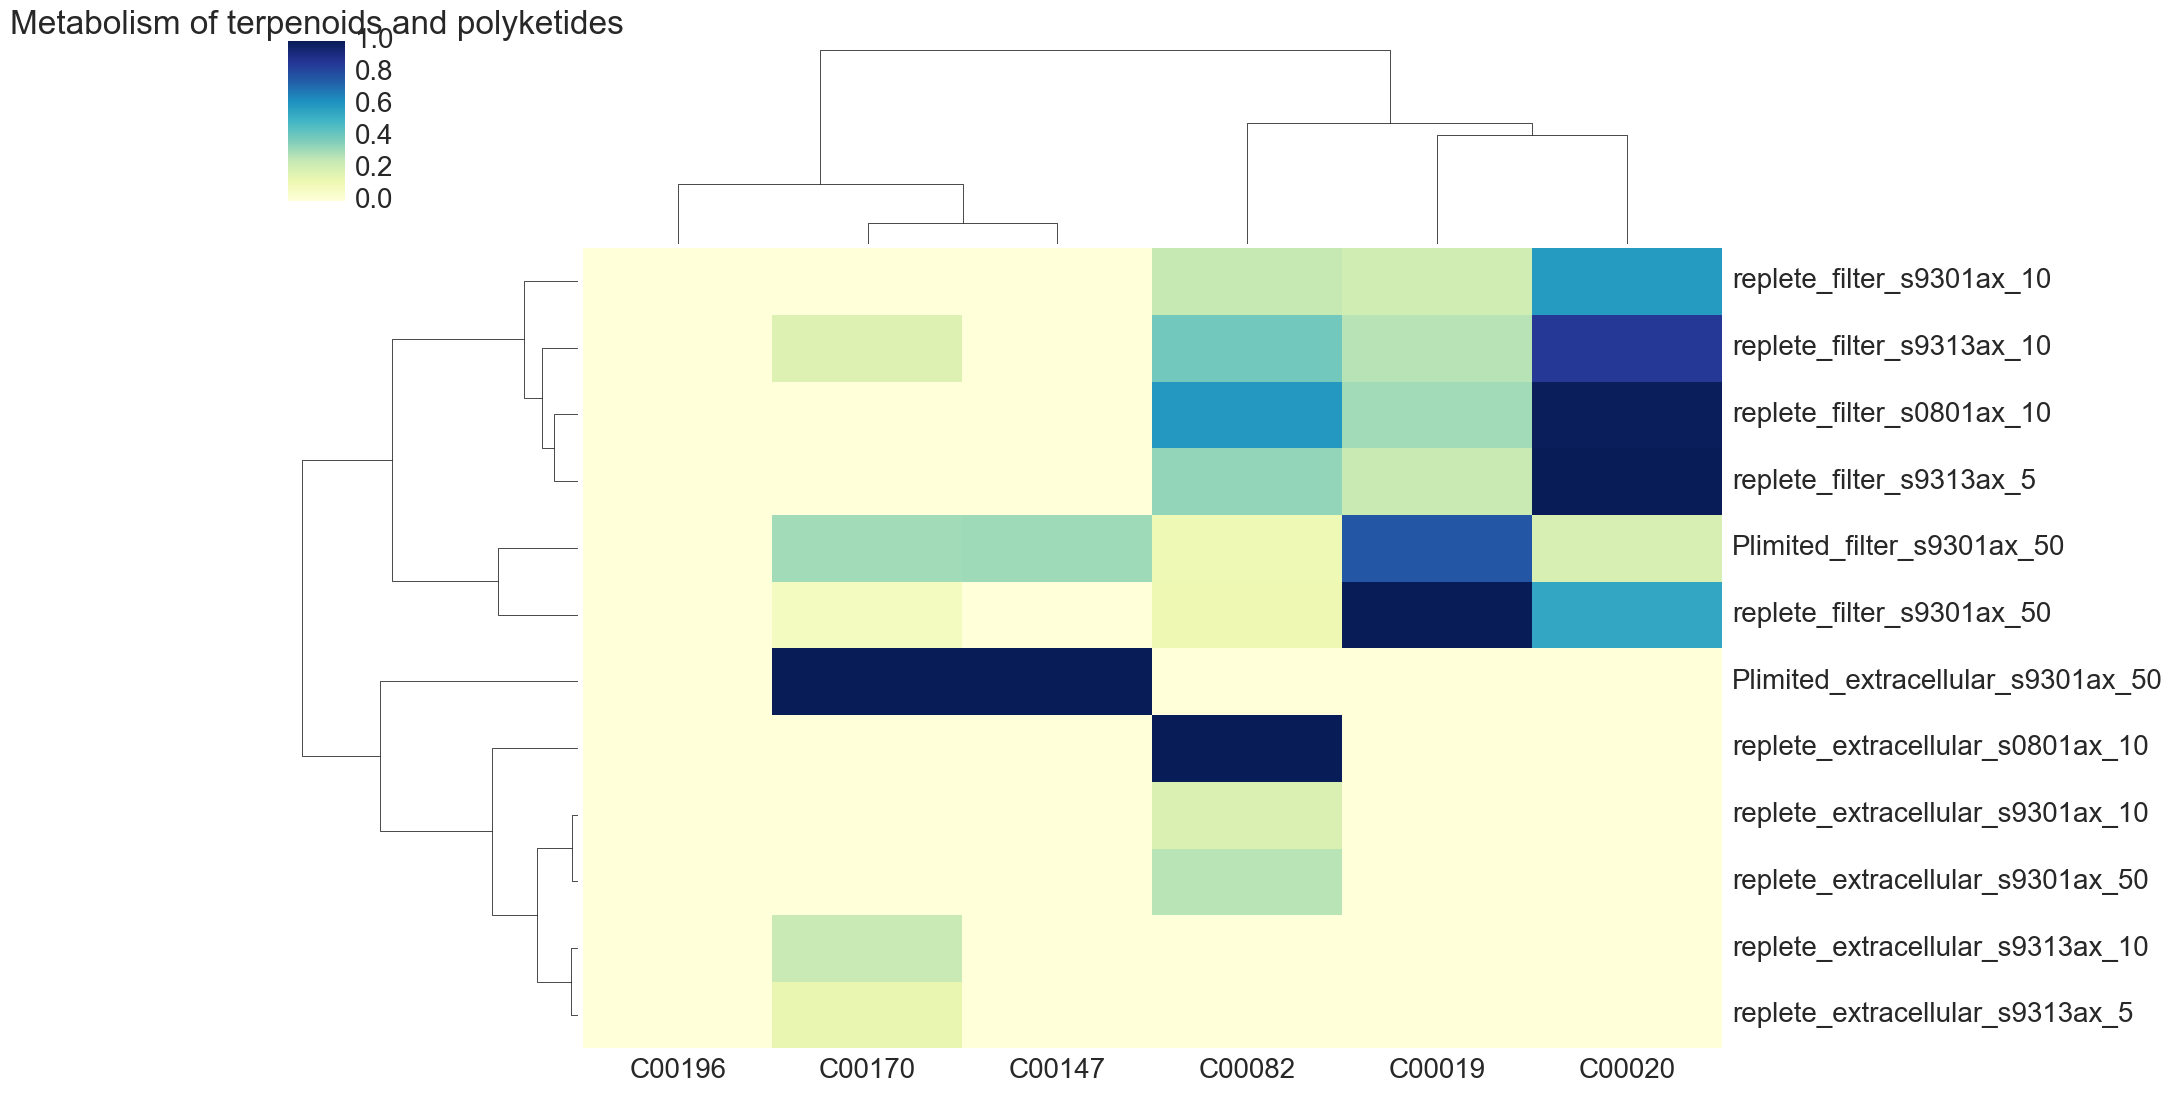 Metabolism of terpenoids and polyketides
1.0
0.8
0.6
0.4
0.2
0.0
replete_filter_s9301ax_10
replete_filter_s9313ax_10
replete_filter_s0801ax_10
replete_filter_s9313ax_5
Plimited_filter_s9301ax_50
replete_filter_s9301ax_50
Plimited_extracellular_s9301ax_50
replete_extracellular_s0801ax_10
replete_extracellular_s9301ax_10
replete_extracellular_s9301ax_50
replete_extracellular_s9313ax_10
replete_extracellular_s9313ax_5
C00196 C00170 C00147 C00082 C00019 C00020